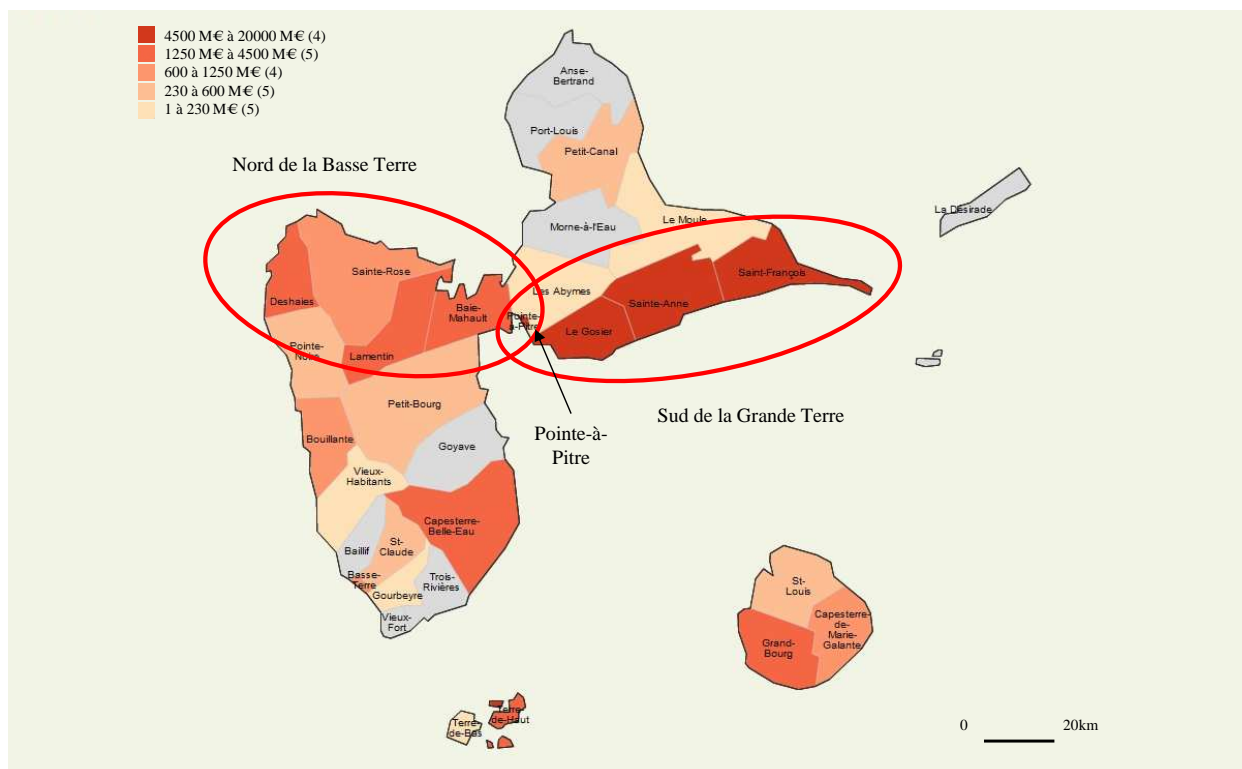 4500 M€ à 20000 M€ (4)
1250 M€ à 4500 M€ (5)
600 à 1250 M€ (4)
230 à 600 M€ (5)
1 à 230 M€ (5)
Anse-
Bertrand
Port-Louis
Petit-Canal
Nord de la Basse Terre
La Désirade
Le Moule
Morne-à-l'Eau
Sainte-Rose
Saint-François
Les Abymes
Deshaies
Sainte-Anne
Baie-
Mahault
Pointe-
à-Pitre
Le Gosier
Pointe-
Noire
Lamentin
Petit-Bourg
Sud de la Grande Terre
Pointe-à-
Pitre
Bouillante
Goyave
Vieux-
Habitants
Capesterre-
Belle-Eau
St-
Claude
Baillif
Basse-
Terre
Trois-
Rivières
Gourbeyre
Vieux-
Fort
St-
Louis
Capesterre-
de-
Marie-
Galante
Grand-
Bourg
Terre-
de-Haut
Terre-
de-Bas
0 20km